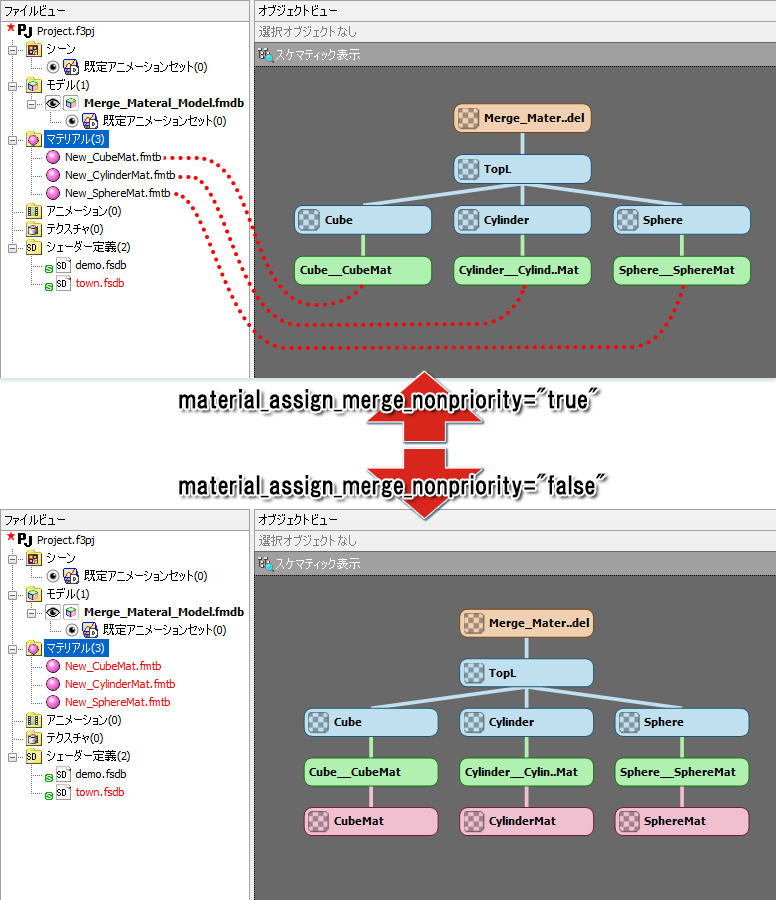 ファイルビュー
PJ Project.f3pj
シーン
既定アニメーションセット(0)
モデル(1)
Merge_Materal_Model.fmdb
既定アニメーションセット(0)
マテリアル(3)
New_CubeMat.fmtb
New_CylinderMat.fmtb
New_SphereMat.fmtb
アニメーション(0)
テクスチャ(0)
SD シェーダー定義(2)
S SD demo.fsdb
S SD town.fsdb
オブジェクトビュー
選択オブジェクトなし
スケマティック表示
Merge_Mater..del
TopL
Cube Cylinder Sphere
Cube__CubeMat Cylinder__Cylind..Mat Sphere__SphereMat
material_assign_merge_nonpriority="true"
material_assign_merge_nonpriority="false"
ファイルビュー
PJ Project.f3pj
シーン
既定アニメーションセット(0)
モデル(1)
Merge_Materal_Model.fmdb
既定アニメーションセット(0)
マテリアル(3)
New_CubeMat.fmtb
New_CylinderMat.fmtb
New_SphereMat.fmtb
アニメーション(0)
テクスチャ(0)
SD シェーダー定義(2)
S SD demo.fsdb
S SD town.fsdb
オブジェクトビュー
選択オブジェクトなし
スケマティック表示
Merge_Mater..del
TopL
Cube Cylinder Sphere
Cube__CubeMat Cylinder__Cylin..Mat Sphere__SphereMat
CubeMat CylinderMat SphereMat